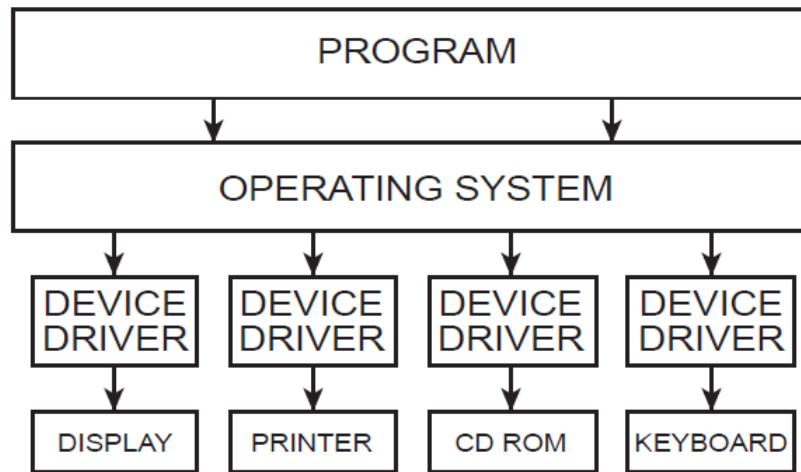 PROGRAM
OPERATING SYSTEM
DEVICE DRIVER
DEVICE DRIVER
DEVICE DRIVER
DEVICE DRIVER
DISPLAY
PRINTER
CD ROM
KEYBOARD